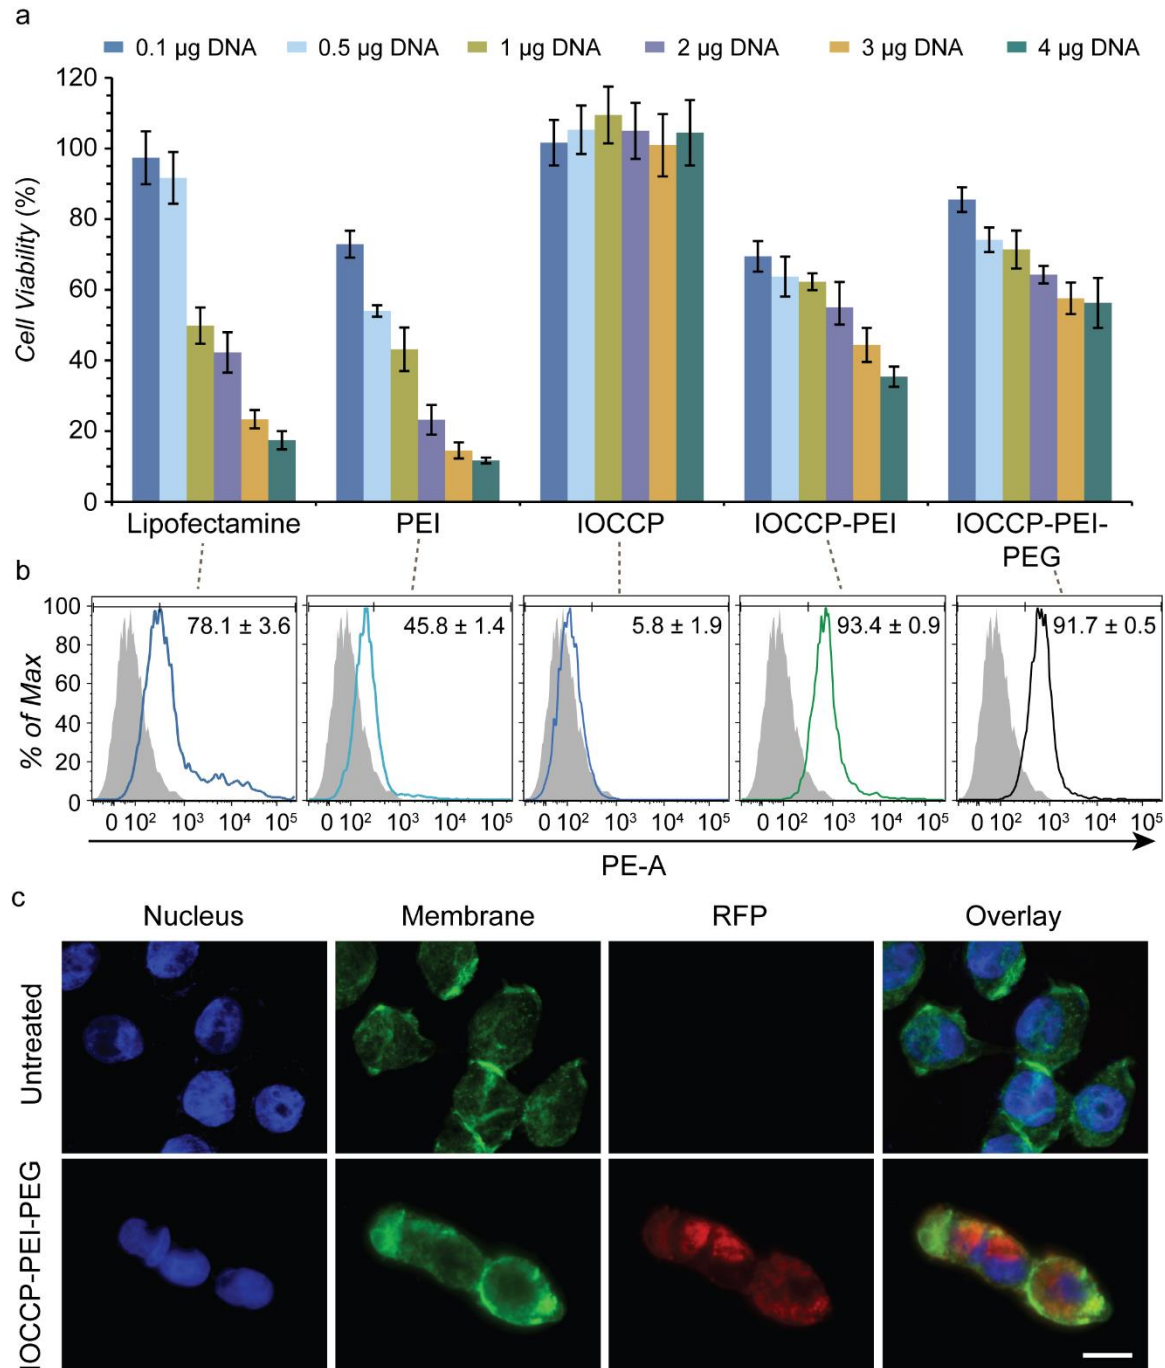 a
0.1 µg DNA 0.5 µg DNA 1 µg DNA 2 µg DNA 3 µg DNA 4 µg DNA
Cell Viability (%)
120
100
80
60
40
20
0
Lipofectamine PEI IOCCP IOCCP-PEI IOCCP-PEI-
PEG
b
% of Max
100
80
60
40
20
0
78.1 ± 3.6 45.8 ± 1.4 5.8 ± 1.9 93.4 ± 0.9 91.7 ± 0.5
0 10² 10³ 10⁴ 10⁵ 0 10² 10³ 10⁴ 10⁵ 0 10² 10³ 10⁴ 10⁵ 0 10² 10³ 10⁴ 10⁵ 0 10² 10³ 10⁴ 10⁵
PE-A
c
Nucleus Membrane RFP Overlay
Untreated
IOCCP-PEI-PEG